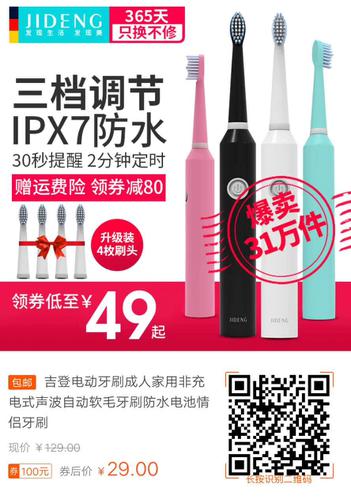 JIDENG
发现生活 发现美
365天
只换不修
三档调节
IPX7防水
30秒提醒 2分钟定时
赠运费险 领券减80
升级装
4枚刷头
爆卖
31万件
领券低至¥49起
JIDENG
JIDENG
包邮 吉登电动牙刷成人家用非充
电式声波自动软毛牙刷防水电池情
侣牙刷
现价 ¥129.00
券 100元 券后价 ¥29.00
长按识别二维码